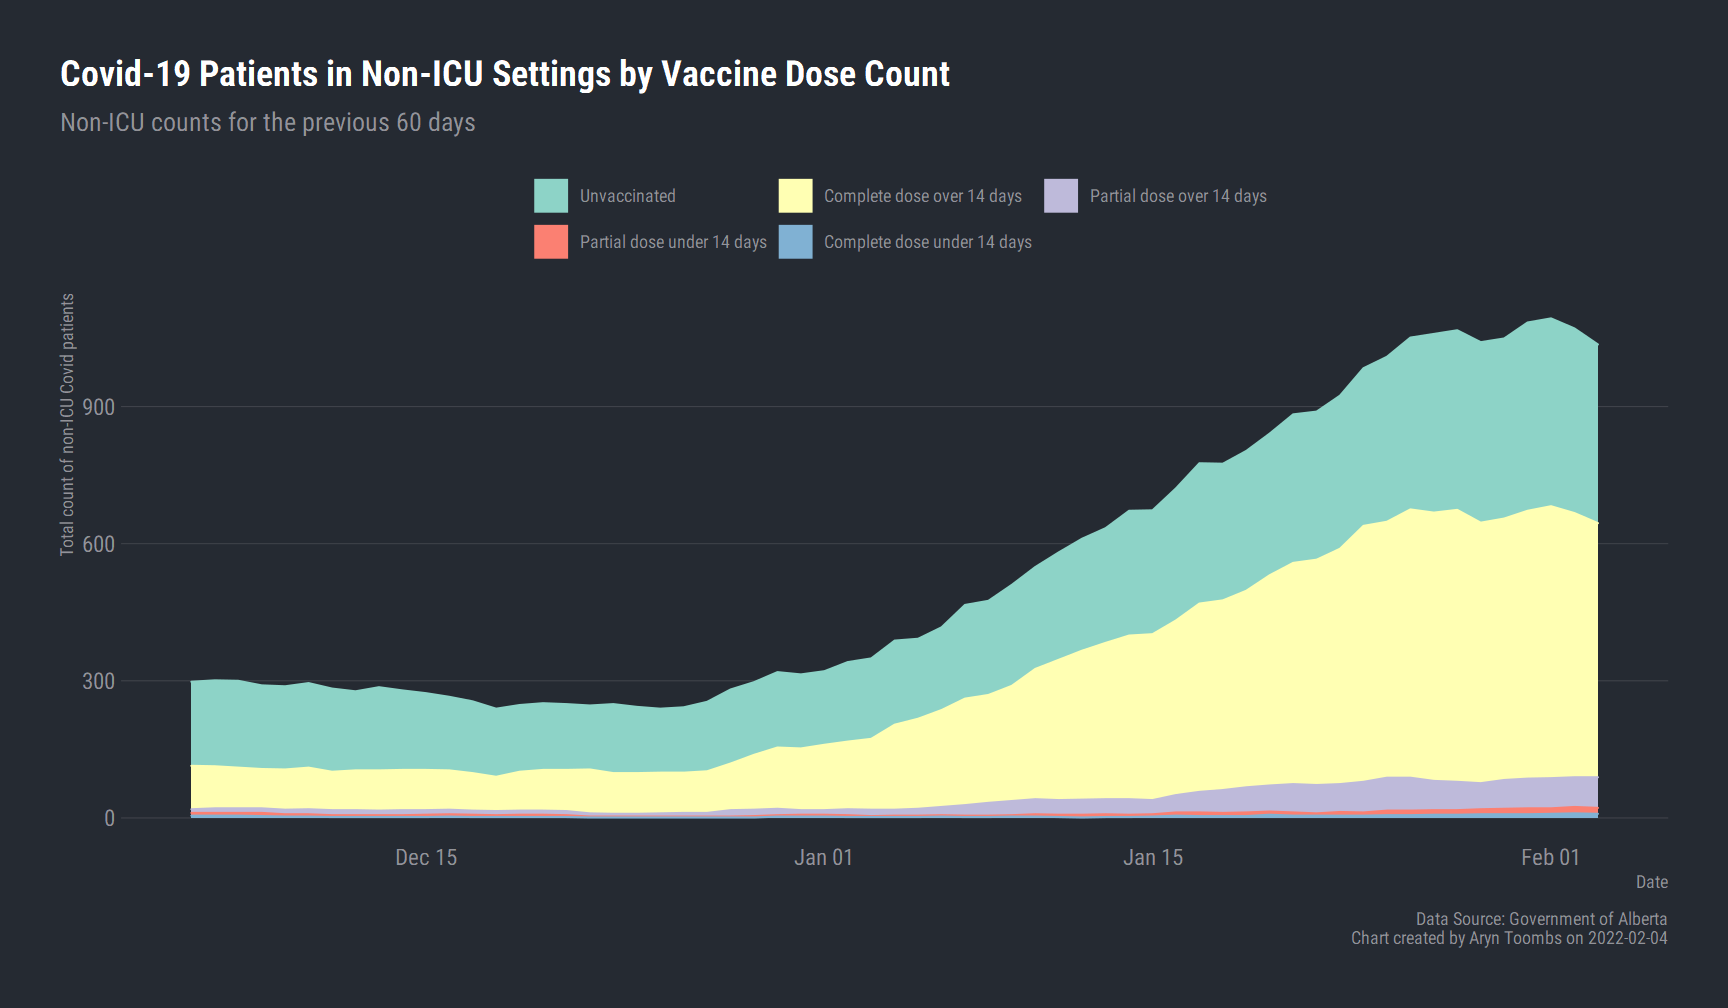 Covid-19 Patients in Non-ICU Settings by Vaccine Dose Count
Non-ICU counts for the previous 60 days
Unvaccinated
Complete dose over 14 days
Partial dose over 14 days
Partial dose under 14 days
Complete dose under 14 days
Total count of non-ICU Covid patients
900
600
300
0
Dec 15
Jan 01
Jan 15
Feb 01
Date
Data Source: Government of Alberta
Chart created by Aryn Toombs on 2022-02-04